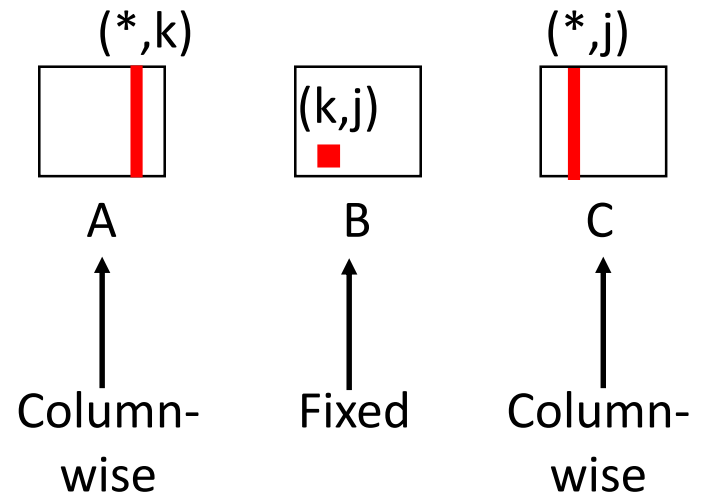 (*,k)
(*,j)
(k,j)
A
B
C
Column-
wise
Fixed
Column-
wise